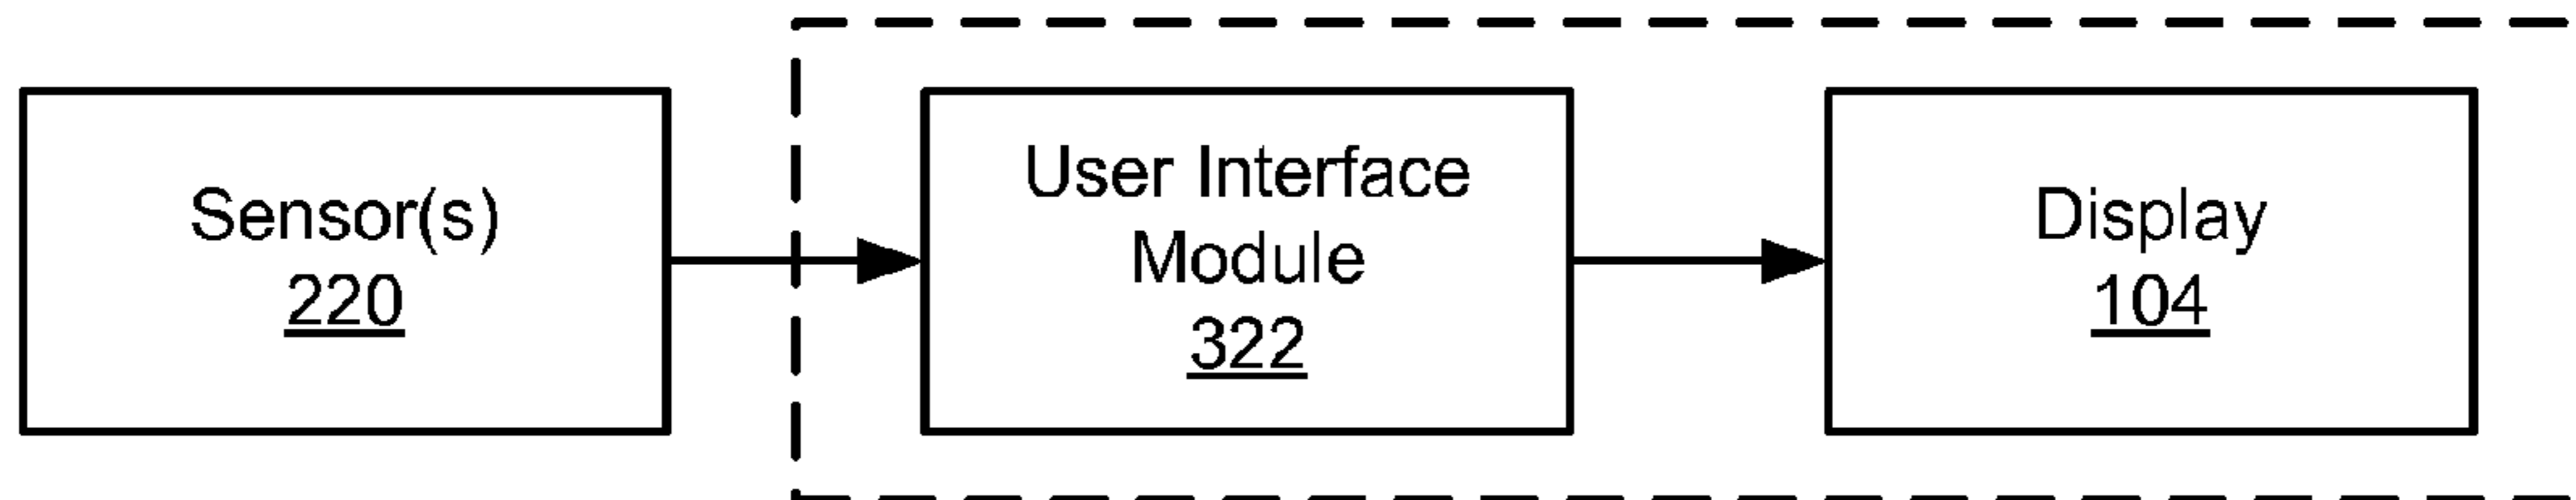 Sensor(s)
220
User Interface
Module
322
Display
104